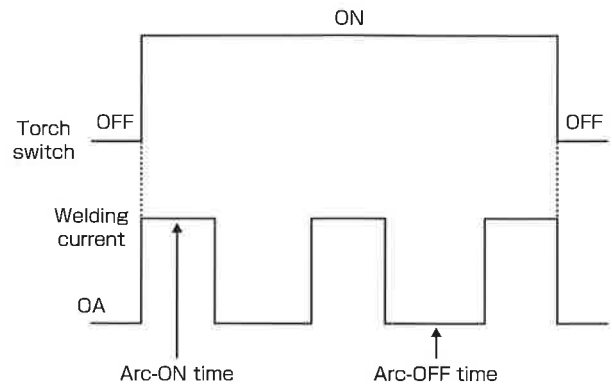 ON
OFF
OFF
Torch
switch
Welding
current
OA
Arc-ON time
Arc-OFF time